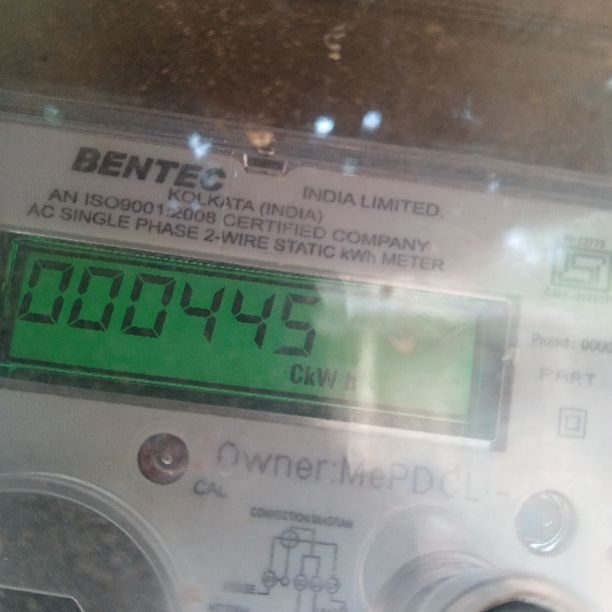 BENTEC
INDIA LIMITED.
KOLKATA (INDIA)
AN ISO9001:2008 CERTIFIED COMPANY
AC SINGLE PHASE 2-WIRE STATIC kWh METER
000445
CkWh
Owner:MePDCL
CAL
CONNECTION DIAGRAM